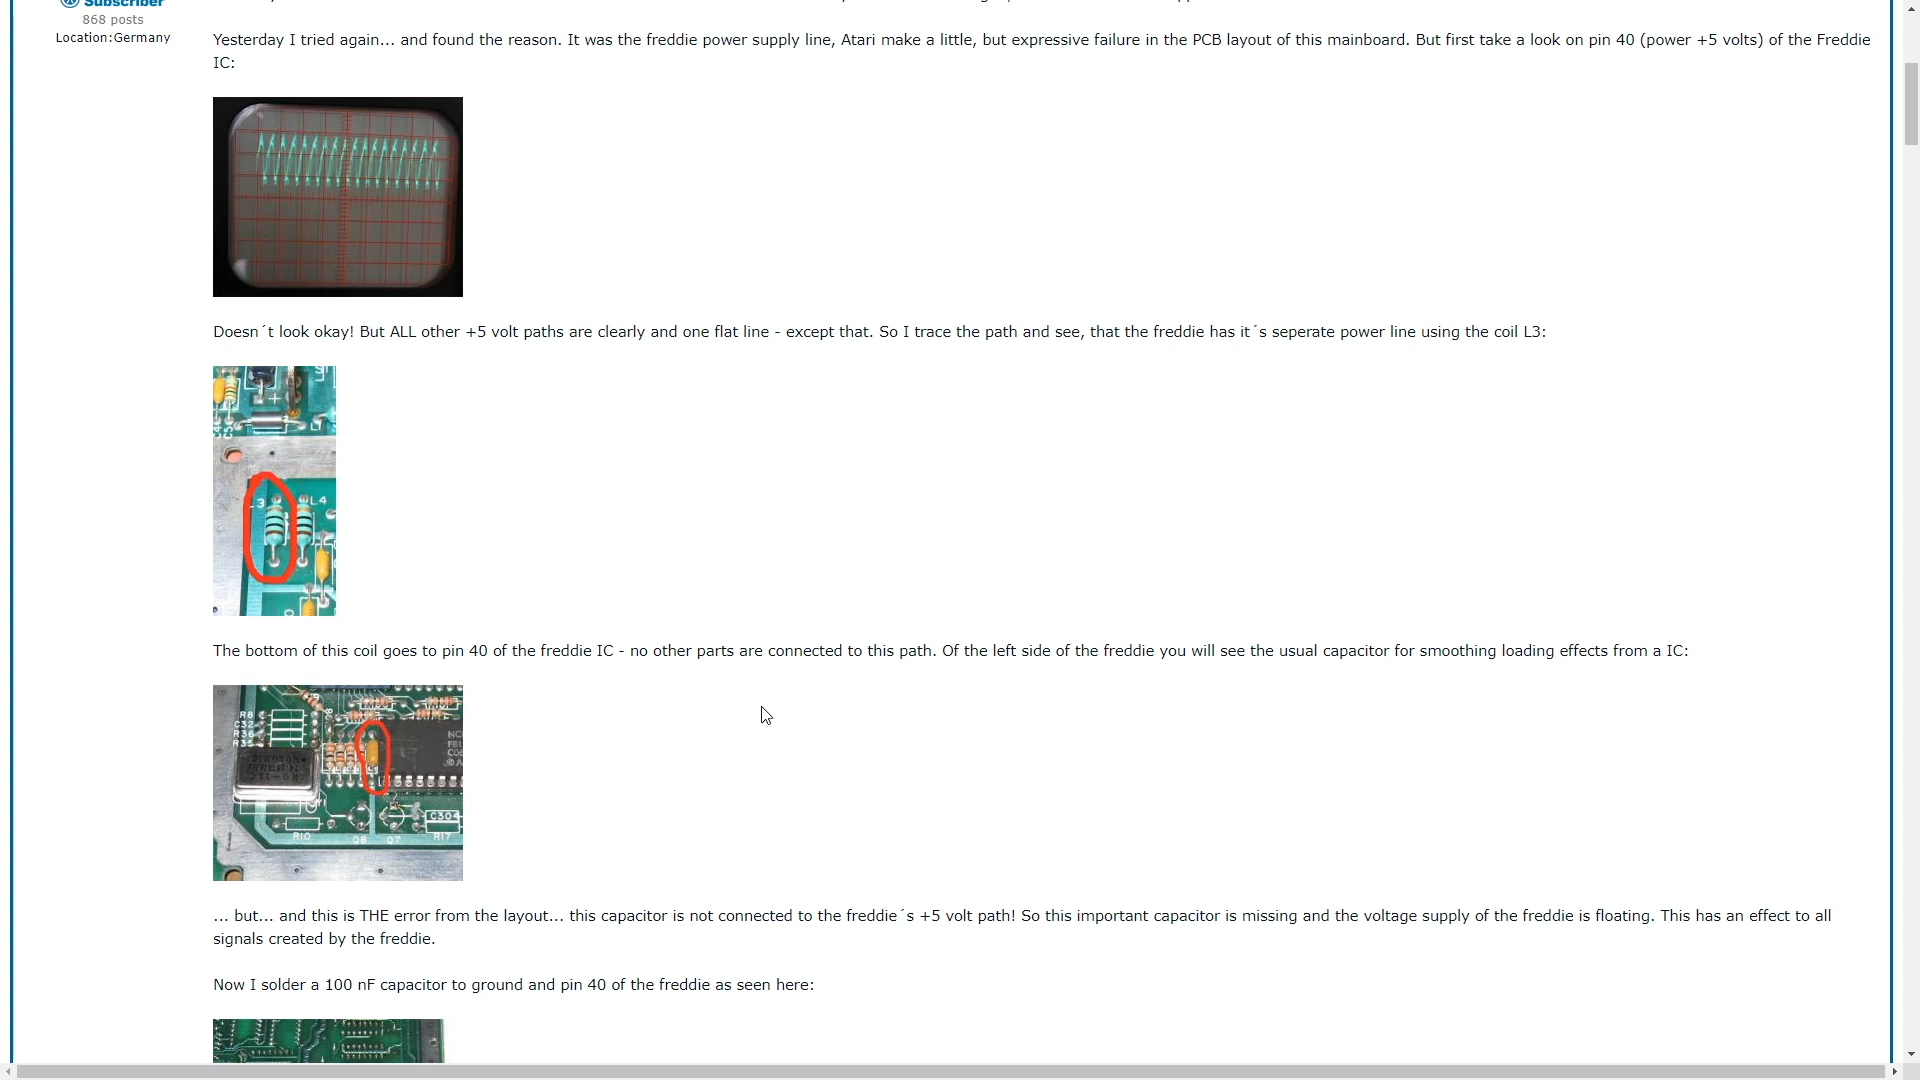 Subscriber
868 posts
Location:Germany
Yesterday I tried again... and found the reason. It was the freddie power supply line, Atari make a little, but expressive failure in the PCB layout of this mainboard. But first take a look on pin 40 (power +5 volts) of the Freddie
IC:
Doesn´t look okay! But ALL other +5 volt paths are clearly and one flat line - except that. So I trace the path and see, that the freddie has it´s seperate power line using the coil L3:
L4
The bottom of this coil goes to pin 40 of the freddie IC - no other parts are connected to this path. Of the left side of the freddie you will see the usual capacitor for smoothing loading effects from a IC:
R8
C32
R36
R35
C304
R10
Q8 Q7 R17
... but... and this is THE error from the layout... this capacitor is not connected to the freddie´s +5 volt path! So this important capacitor is missing and the voltage supply of the freddie is floating. This has an effect to all
signals created by the freddie.
Now I solder a 100 nF capacitor to ground and pin 40 of the freddie as seen here: